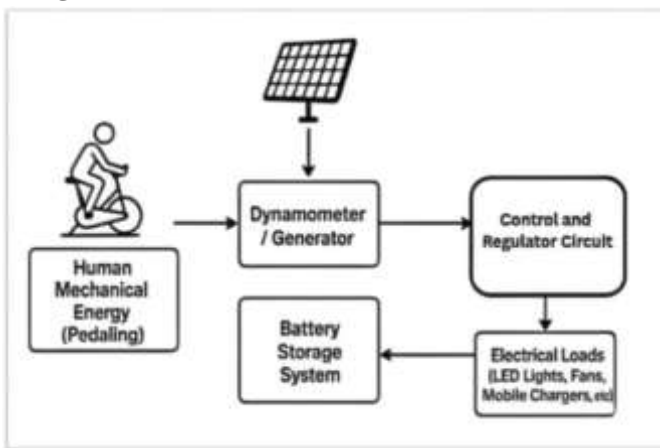 Human
Mechanical
Energy
(Pedaling)
Dynamometer
/ Generator
Control and
Regulator Circuit
Battery
Storage
System
Electrical Loads
(LED Lights, Fans,
Mobile Chargers, etc)